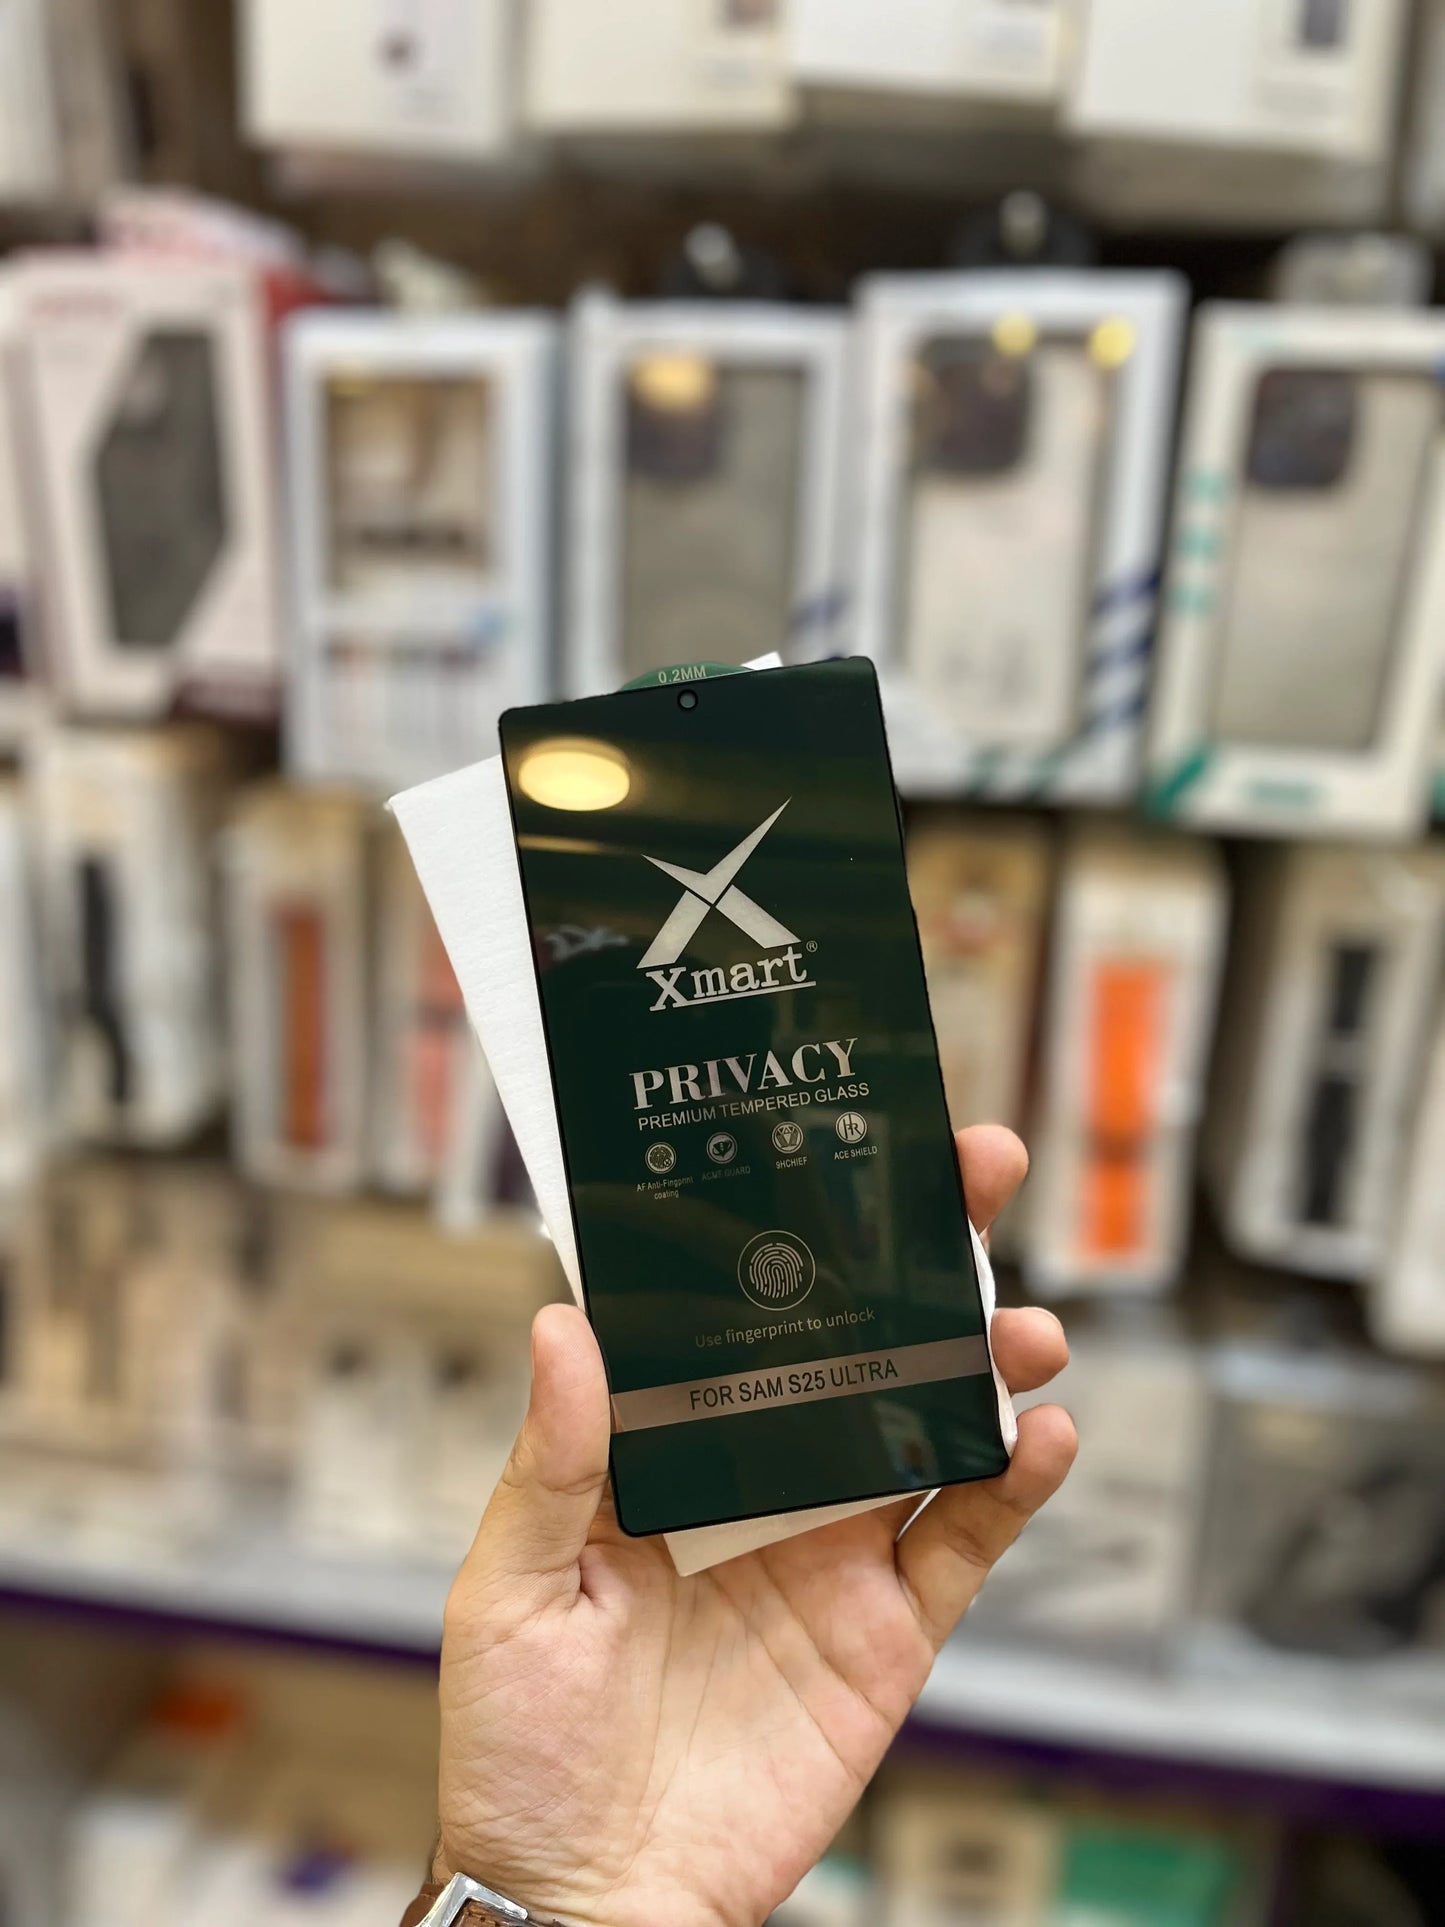 0.2MM
Xmart®
PRIVACY
PREMIUM TEMPERED GLASS
AF Anti-Fingprint coating
ACME GUARD
9HCHIEF
ACE SHIELD
Use fingerprint to unlock
FOR SAM S25 ULTRA